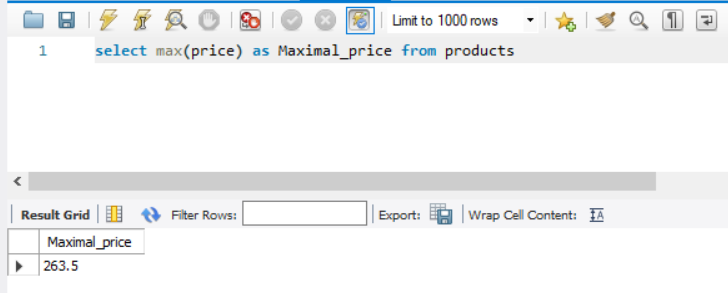 Limit to 1000 rows
1 select max(price) as Maximal_price from products
Result Grid Filter Rows: Export: Wrap Cell Content:
Maximal_price
263.5